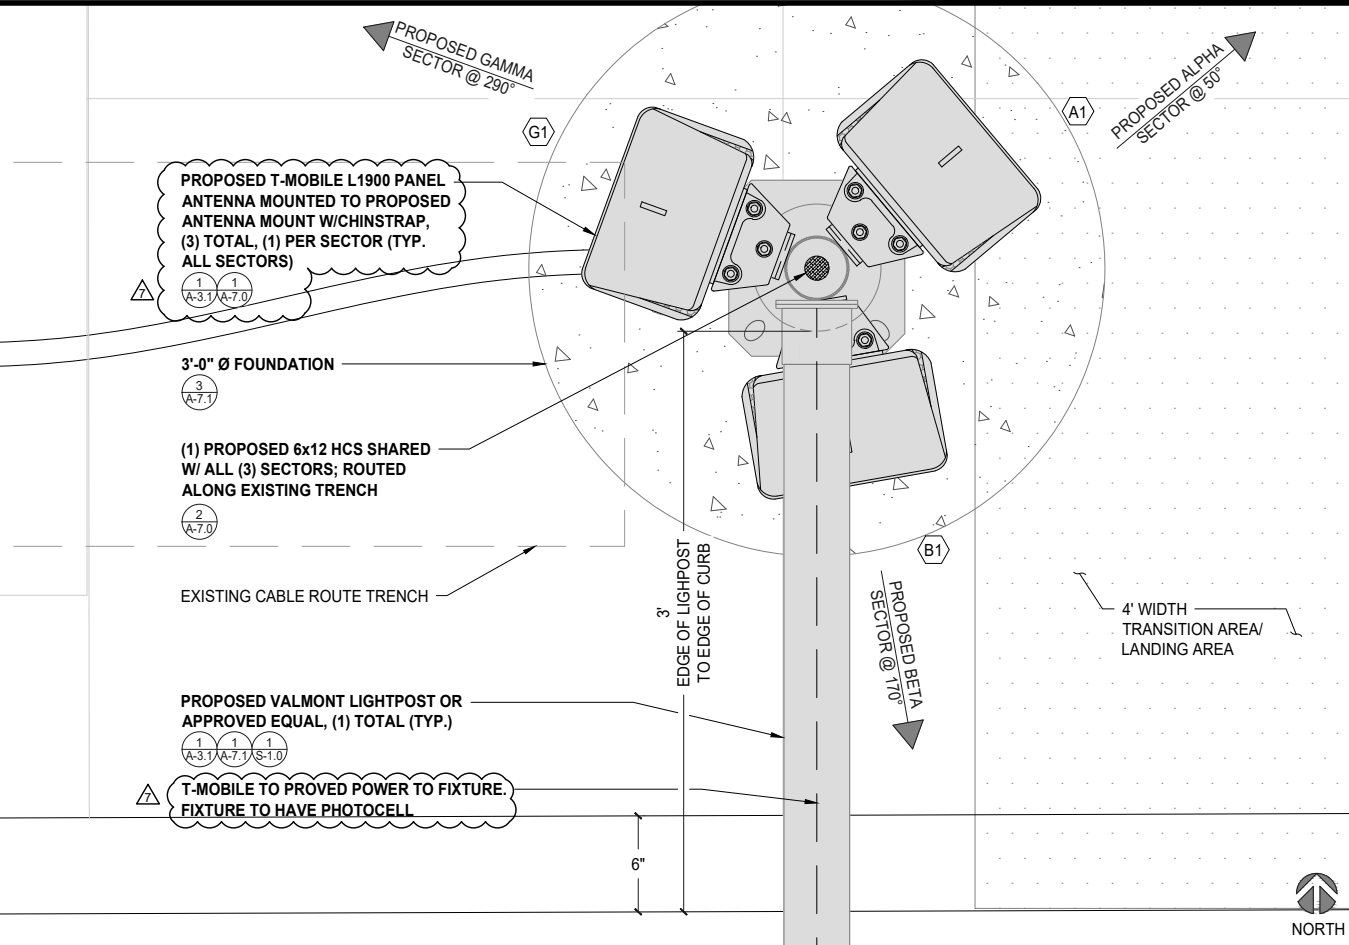 PROPOSED GAMMA
SECTOR @ 290°
PROPOSED ALPHA
SECTOR @ 50°
G1
A1
PROPOSED T-MOBILE L1900 PANEL
ANTENNA MOUNTED TO PROPOSED
ANTENNA MOUNT W/CHINSTRAP,
(3) TOTAL, (1) PER SECTOR (TYP.
ALL SECTORS)
1
A-3.1
1
A-7.0
7
3'-0" Ø FOUNDATION
3
A-7.1
(1) PROPOSED 6x12 HCS SHARED
W/ ALL (3) SECTORS; ROUTED
ALONG EXISTING TRENCH
2
A-7.0
EXISTING CABLE ROUTE TRENCH
3'
EDGE OF LIGHPOST
TO EDGE OF CURB
B1
PROPOSED BETA
SECTOR @ 170°
4' WIDTH
TRANSITION AREA/
LANDING AREA
PROPOSED VALMONT LIGHTPOST OR
APPROVED EQUAL, (1) TOTAL (TYP.)
1
A-3.1
1
A-7.1
1
S-1.0
7
T-MOBILE TO PROVED POWER TO FIXTURE.
FIXTURE TO HAVE PHOTOCELL
6"
NORTH